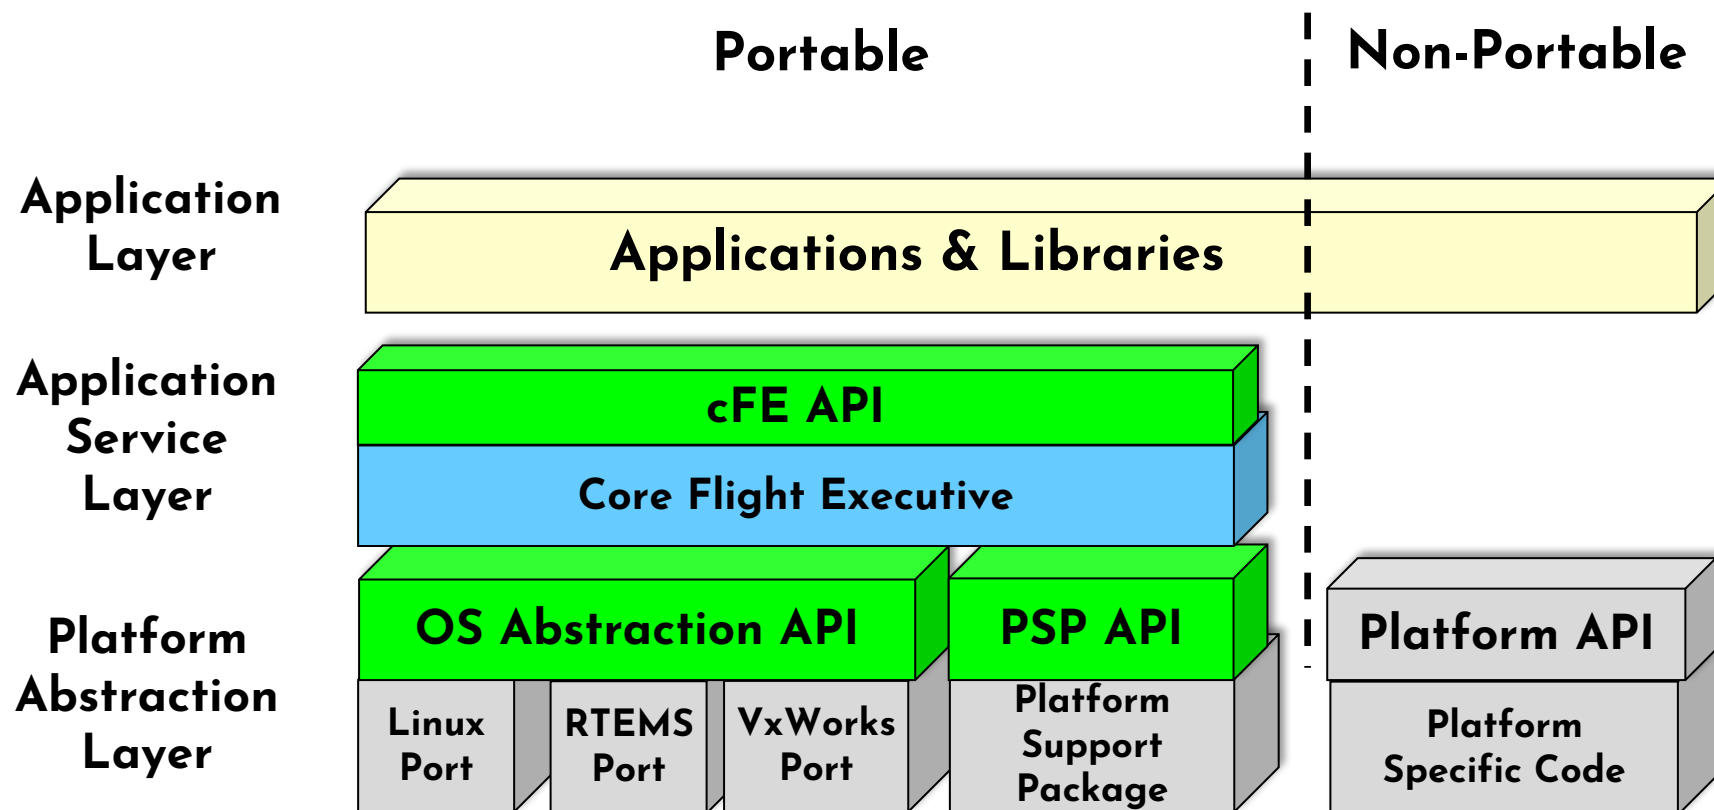 Portable
Non-Portable
Application
Layer
Applications & Libraries
Application
Service
Layer
cFE API
Core Flight Executive
Platform
Abstraction
Layer
OS Abstraction API
PSP API
Platform API
Linux
Port
RTEMS
Port
VxWorks
Port
Platform
Support
Package
Platform
Specific Code